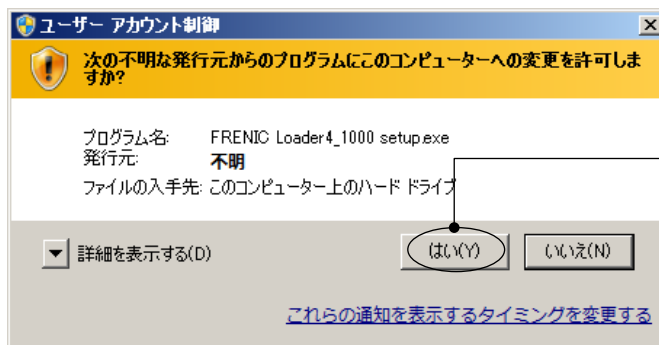 ユーザー アカウント制御
次の不明な発行元からのプログラムにこのコンピューターへの変更を許可しま
すか?
プログラム名: FRENIC Loader4_1000 setup.exe
発行元: 不明
ファイルの入手先: このコンピューター上のハード ドライブ
詳細を表示する(D)
はい(Y)
いいえ(N)
これらの通知を表示するタイミングを変更する